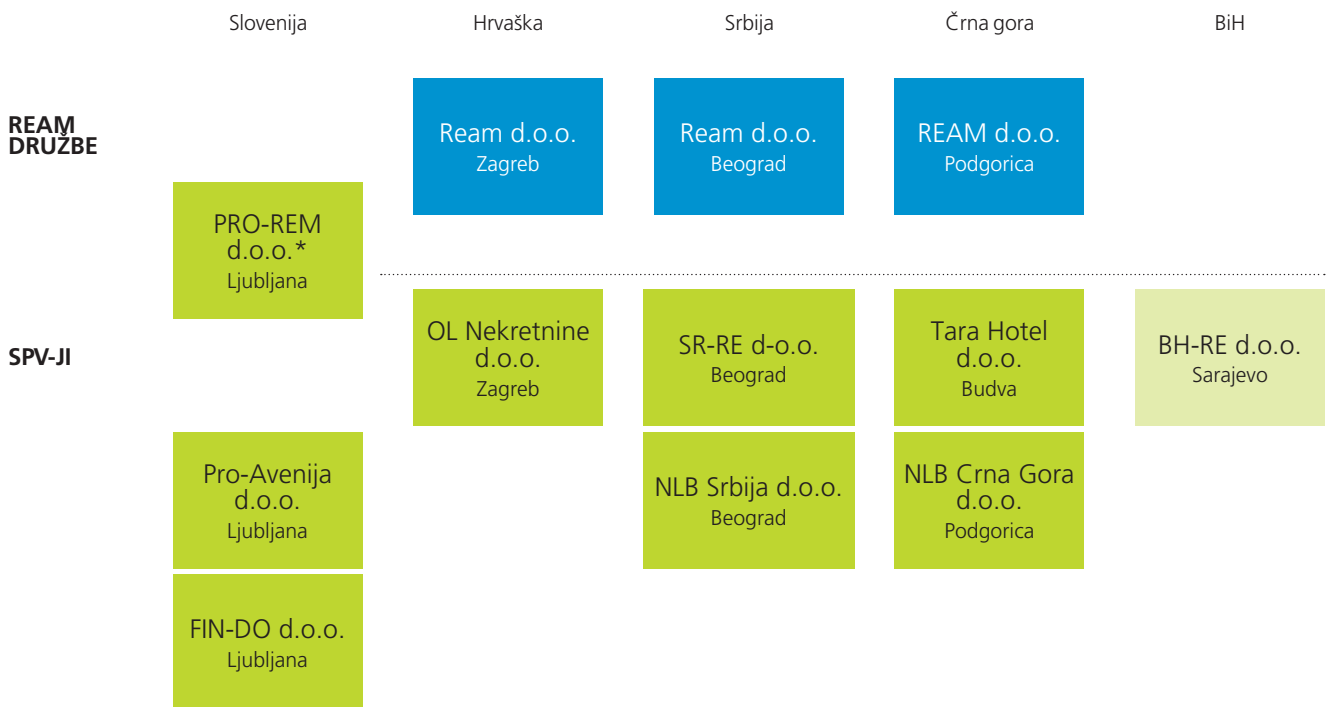 Slovenija
Hrvaška
Srbija
Črna gora
BiH
REAM
DRUŽBE
Ream d.o.o.
Zagreb
Ream d.o.o.
Beograd
REAM d.o.o.
Podgorica
PRO-REM
d.o.o.*
Ljubljana
SPV-JI
OL Nekretnine
d.o.o.
Zagreb
SR-RE d-o.o.
Beograd
Tara Hotel
d.o.o.
Budva
BH-RE d.o.o.
Sarajevo
Pro-Avenija
d.o.o.
Ljubljana
NLB Srbija d.o.o.
Beograd
NLB Crna Gora
d.o.o.
Podgorica
FIN-DO d.o.o.
Ljubljana